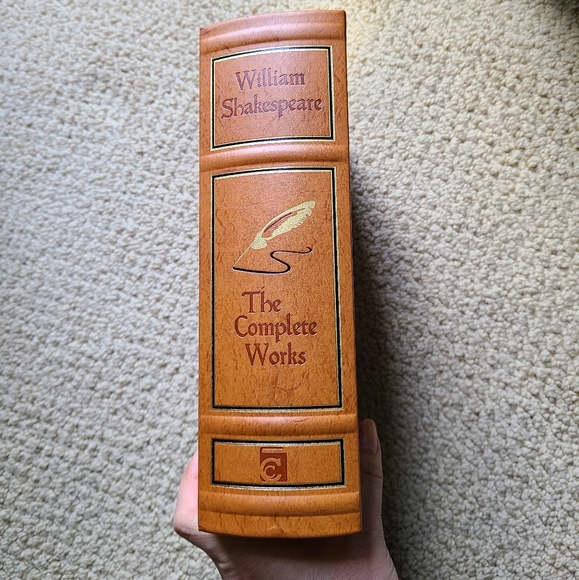 William
Shakespeare
The
Complete
Works
C